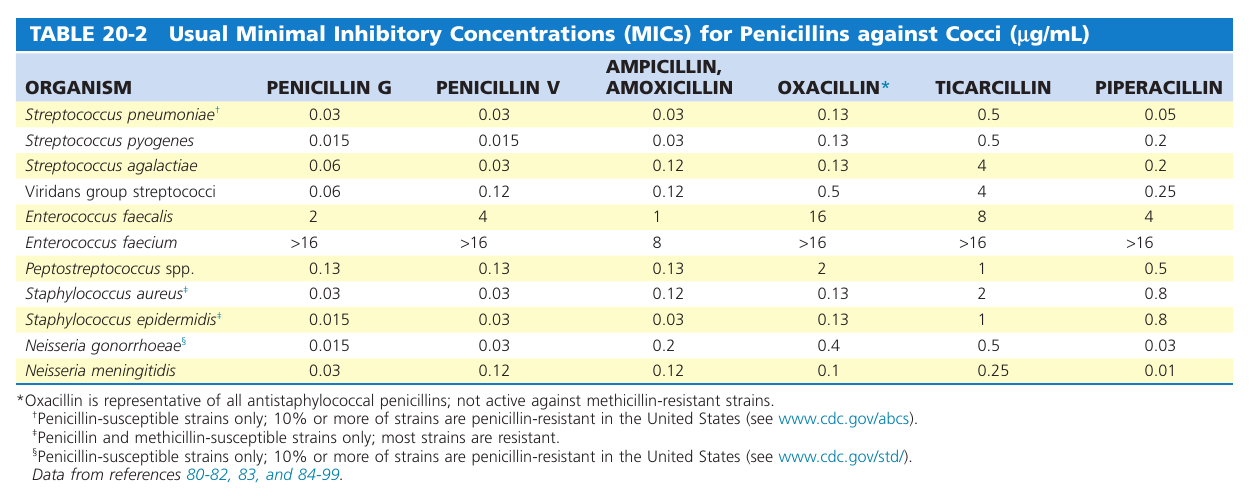 TABLE 20-2 Usual Minimal Inhibitory Concentrations (MICs) for Penicillins against Cocci (μg/mL)
ORGANISM PENICILLIN G PENICILLIN V AMPICILLIN, AMOXICILLIN OXACILLIN* TICARCILLIN PIPERACILLIN
Streptococcus pneumoniae† 0.03 0.03 0.03 0.13 0.5 0.05
Streptococcus pyogenes 0.015 0.015 0.03 0.13 0.5 0.2
Streptococcus agalactiae 0.06 0.03 0.12 0.13 4 0.2
Viridans group streptococci 0.06 0.12 0.12 0.5 4 0.25
Enterococcus faecalis 2 4 1 16 8 4
Enterococcus faecium >16 >16 8 >16 >16 >16
Peptostreptococcus spp. 0.13 0.13 0.13 2 1 0.5
Staphylococcus aureus‡ 0.03 0.03 0.12 0.13 2 0.8
Staphylococcus epidermidis‡ 0.015 0.03 0.03 0.13 1 0.8
Neisseria gonorrhoeae§ 0.015 0.03 0.2 0.4 0.5 0.03
Neisseria meningitidis 0.03 0.12 0.12 0.1 0.25 0.01
*Oxacillin is representative of all antistaphylococcal penicillins; not active against methicillin-resistant strains.
†Penicillin-susceptible strains only; 10% or more of strains are penicillin-resistant in the United States (see www.cdc.gov/abcs).
‡Penicillin and methicillin-susceptible strains only; most strains are resistant.
§Penicillin-susceptible strains only; 10% or more of strains are penicillin-resistant in the United States (see www.cdc.gov/std/).
Data from references 80-82, 83, and 84-99.